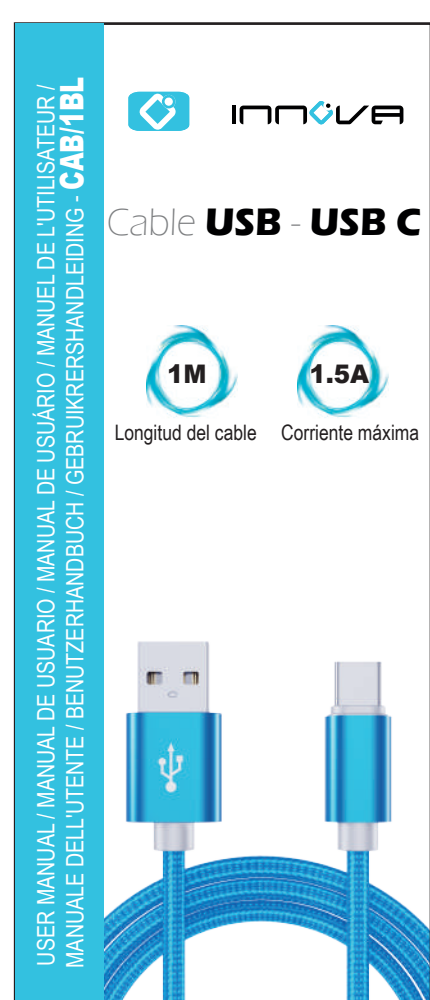 INNOVA
Cable USB - USB C
1M
1.5A
Longitud del cable
Corriente máxima
USER MANUAL / MANUAL DE USUARIO / MANUAL DE USUÁRIO / MANUEL DE L'UTILISATEUR /
MANUALE DELL'UTENTE / BENUTZERHANDBUCH / GEBRUIKRERSHANDLEIDING - CAB/1BL